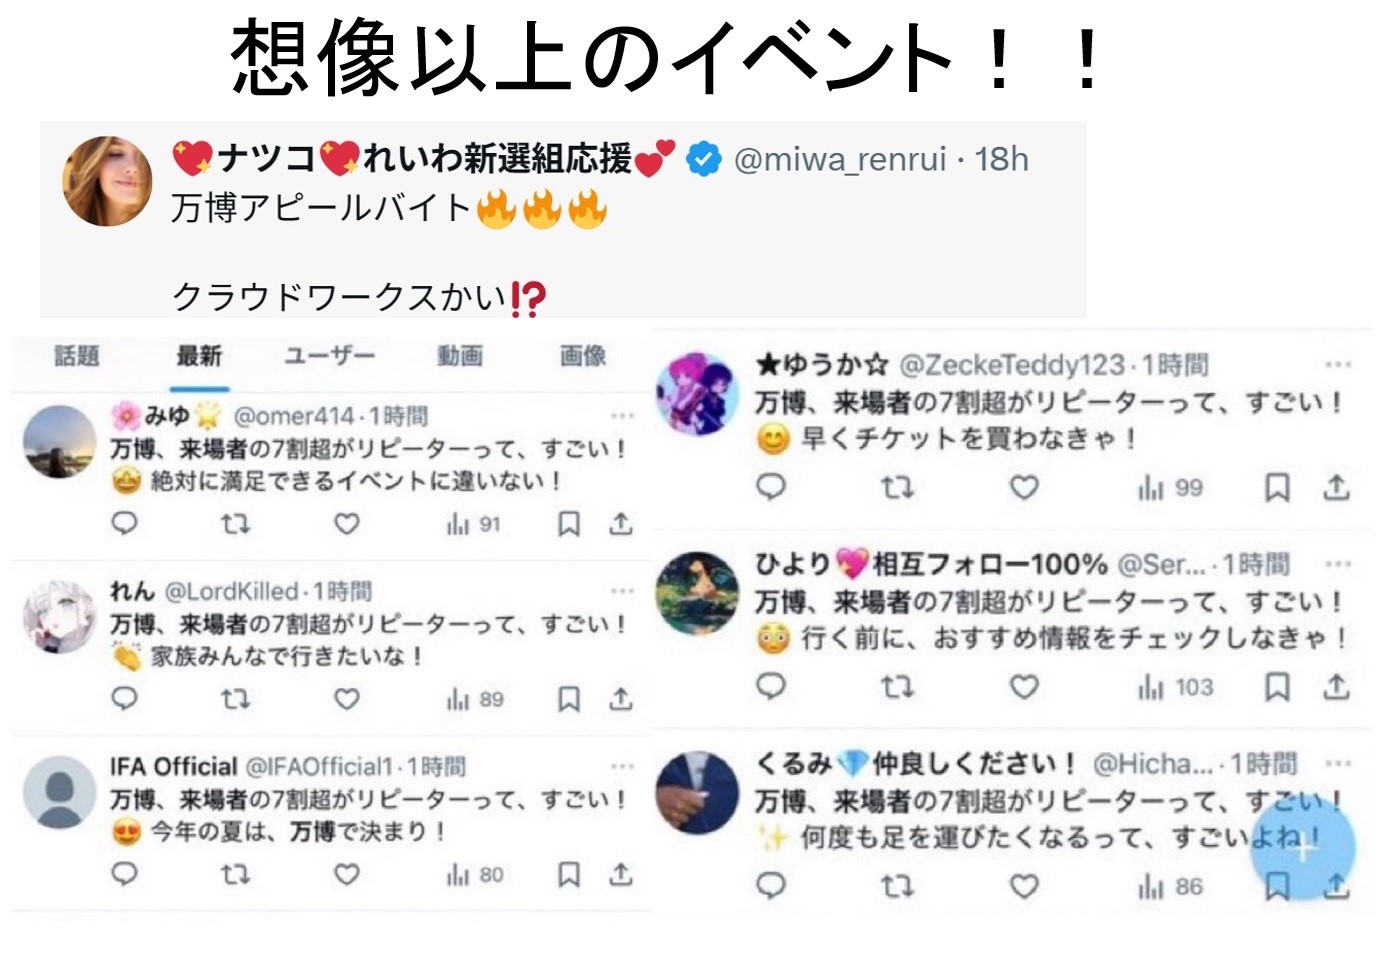 想像以上のイベント！！
💖ナツコ💖れいわ新選組応援💕 @miwa_renrui · 18h
万博アピールバイト🔥🔥🔥
クラウドワークスかい⁉️
話題 最新 ユーザー 動画 画像
🌸みゆ🌟 @omer414 · 1時間
万博、来場者の7割超がリピーターって、すごい！
🤩 絶対に満足できるイベントに違いない！
91
れん @LordKilled · 1時間
万博、来場者の7割超がリピーターって、すごい！
👏 家族みんなで行きたいな！
89
IFA Official @IFAOfficial1 · 1時間
万博、来場者の7割超がリピーターって、すごい！
😍 今年の夏は、万博で決まり！
80
★ゆうか☆ @ZeckeTeddy123 · 1時間
万博、来場者の7割超がリピーターって、すごい！
😊 早くチケットを買わなきゃ！
99
ひより💖相互フォロー100% @Ser... · 1時間
万博、来場者の7割超がリピーターって、すごい！
😳 行く前に、おすすめ情報をチェックしなきゃ！
103
くるみ💎仲良しください！ @Hicha... · 1時間
万博、来場者の7割超がリピーターって、すごい！
✨ 何度も足を運びたくなるって、すごいよね！
86